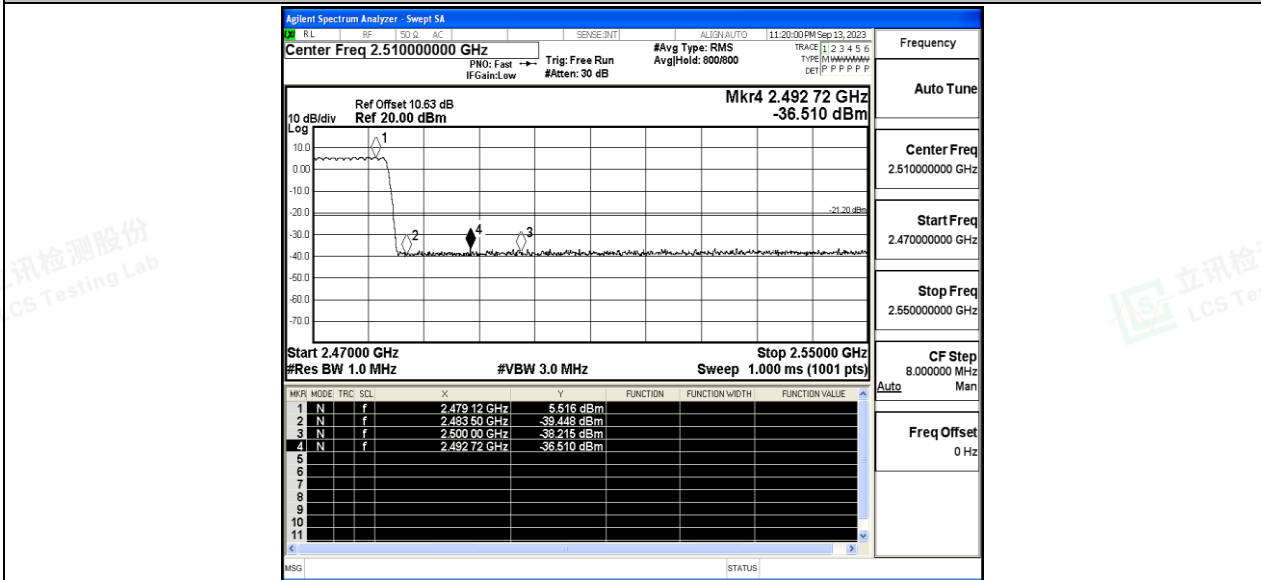 Agilent Spectrum Analyzer - Swept SA
RL RF 50 Ω AC SENSE:INT ALIGN AUTO 11:20:00 PM Sep 13, 2023
Center Freq 2.510000000 GHz
PNO: Fast
IFGain:Low
Trig: Free Run
#Atten: 30 dB
#Avg Type: RMS
Avg|Hold: 800/800
TRACE 1 2 3 4 5 6
TYPE M WWWWW
DET P P P P P P
Ref Offset 10.63 dB
Ref 20.00 dBm
10 dB/div
Log
Mkr4 2.492 72 GHz
-36.510 dBm
10.0
0.00
-10.0
-20.0
-30.0
-40.0
-50.0
-60.0
-70.0
1
2
4
3
-21.20 dBm
Start 2.47000 GHz Stop 2.55000 GHz
#Res BW 1.0 MHz #VBW 3.0 MHz Sweep 1.000 ms (1001 pts)
MKR MODE TRC SCL X Y FUNCTION FUNCTION WIDTH FUNCTION VALUE
1 N f 2.479 12 GHz 5.516 dBm
2 N f 2.483 50 GHz -39.448 dBm
3 N f 2.500 00 GHz -38.215 dBm
4 N f 2.492 72 GHz -36.510 dBm
5
6
7
8
9
10
11
MSG STATUS
Frequency
Auto Tune
Center Freq
2.510000000 GHz
Start Freq
2.470000000 GHz
Stop Freq
2.550000000 GHz
CF Step
8.000000 MHz
Auto Man
Freq Offset
0 Hz
讯检测股份
LCS Testing Lab
立讯检
LCS Tes